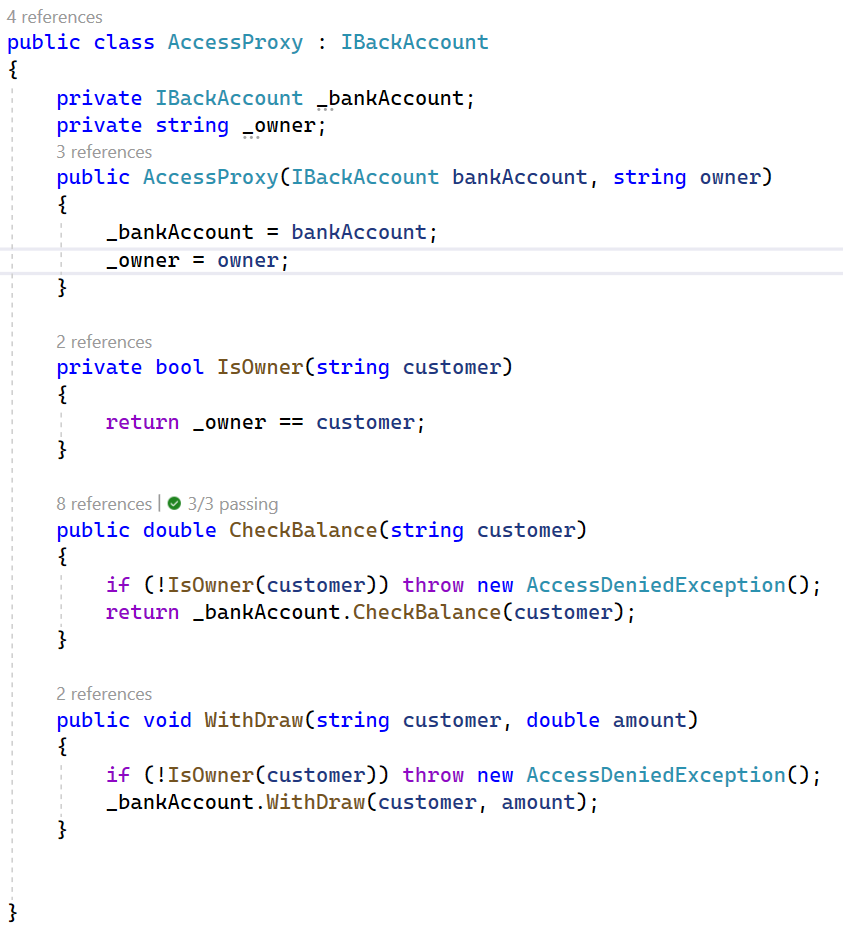 4 references
public class AccessProxy : IBackAccount
{
    private IBackAccount _bankAccount;
    private string _owner;
    3 references
    public AccessProxy(IBackAccount bankAccount, string owner)
    {
        _bankAccount = bankAccount;
        _owner = owner;
    }
    2 references
    private bool IsOwner(string customer)
    {
        return _owner == customer;
    }
    8 references | 3/3 passing
    public double CheckBalance(string customer)
    {
        if (!IsOwner(customer)) throw new AccessDeniedException();
        return _bankAccount.CheckBalance(customer);
    }
    2 references
    public void WithDraw(string customer, double amount)
    {
        if (!IsOwner(customer)) throw new AccessDeniedException();
        _bankAccount.WithDraw(customer, amount);
    }
}